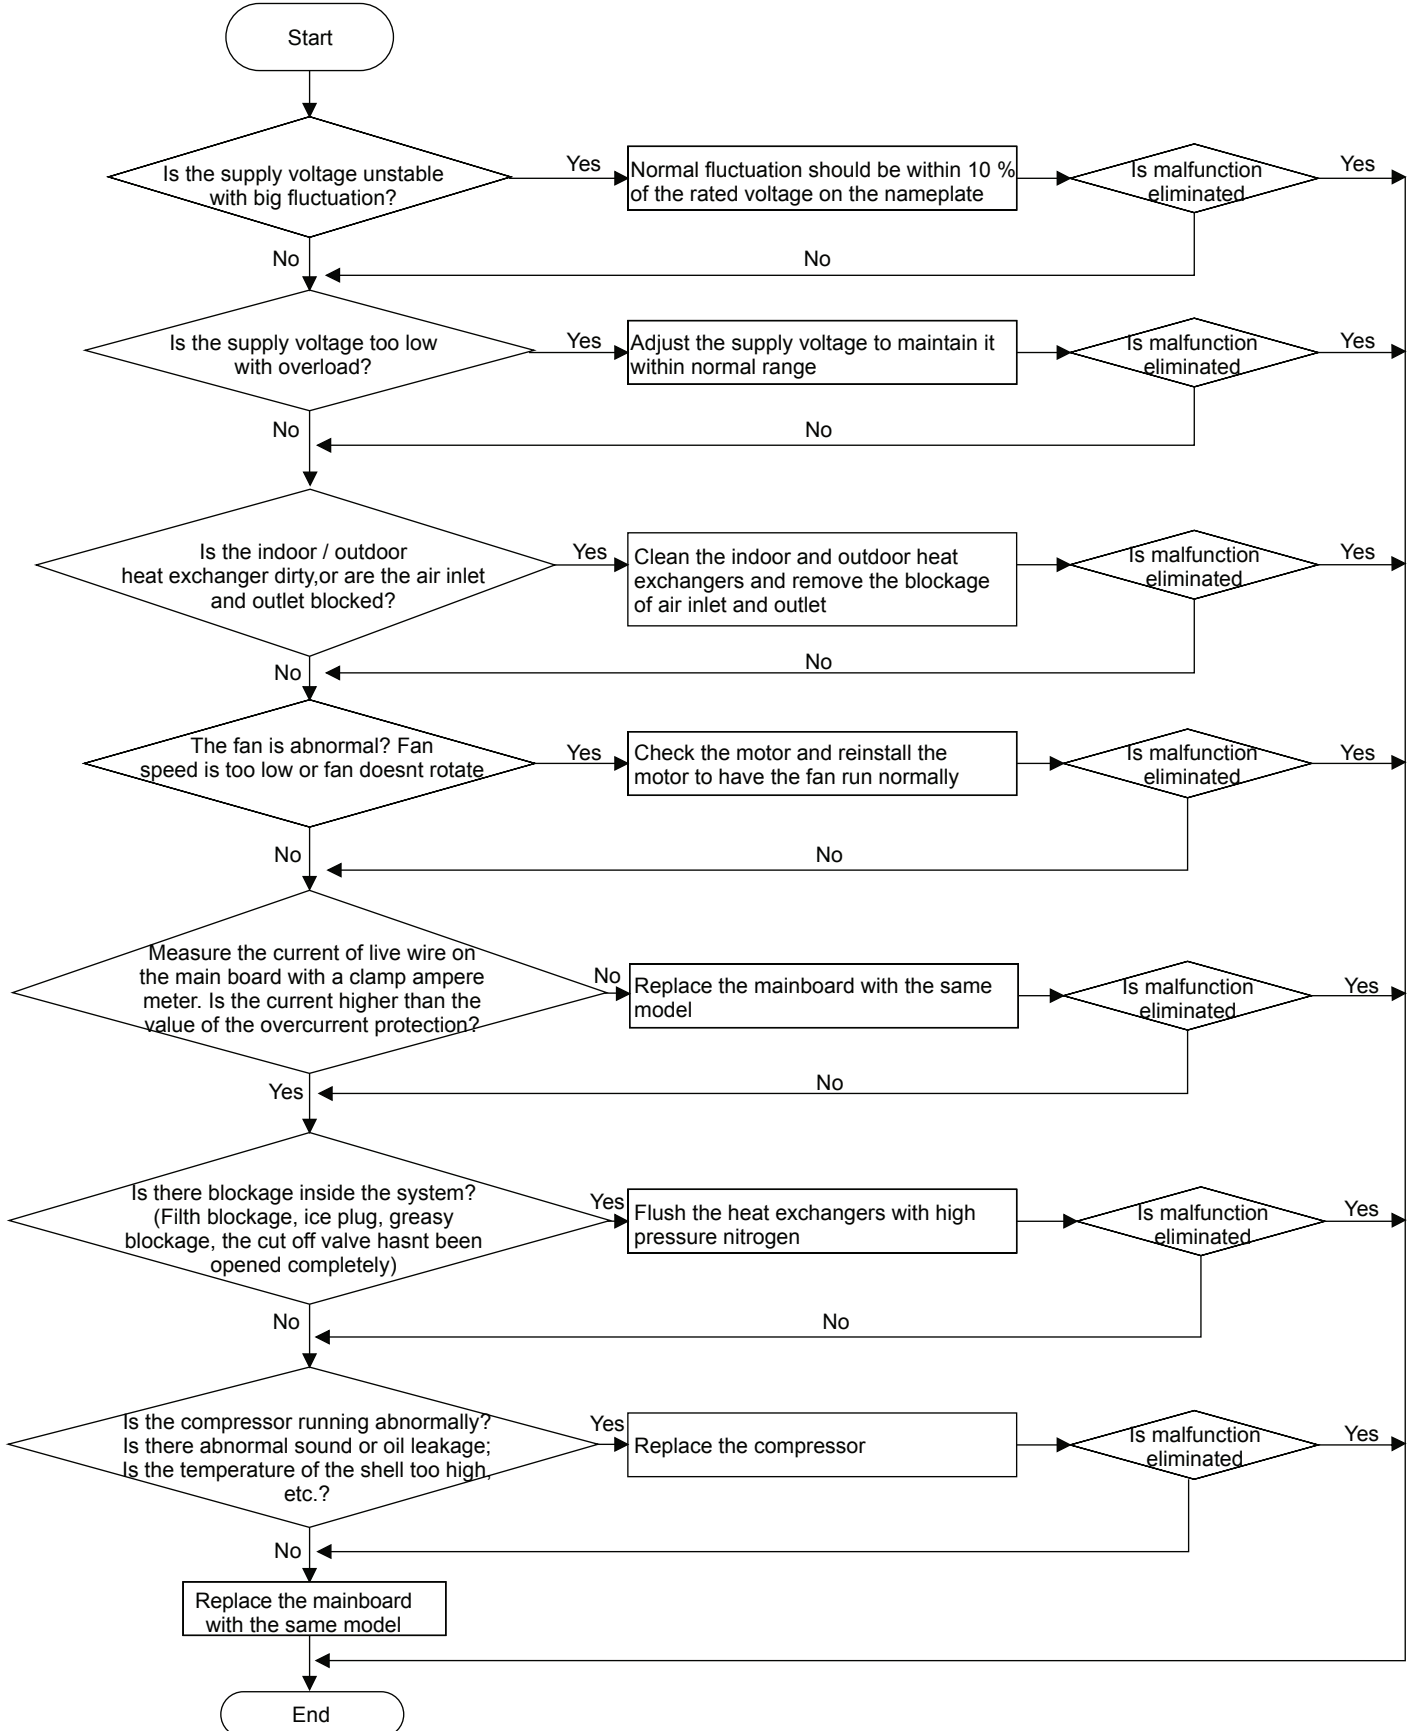 Start
Is the supply voltage unstable
with big fluctuation?
Yes
Normal fluctuation should be within 10 %
of the rated voltage on the nameplate
Is malfunction
eliminated
Yes
No
No
Is the supply voltage too low
with overload?
Yes
Adjust the supply voltage to maintain it
within normal range
Is malfunction
eliminated
Yes
No
No
Is the indoor / outdoor
heat exchanger dirty,or are the air inlet
and outlet blocked?
Yes
Clean the indoor and outdoor heat
exchangers and remove the blockage
of air inlet and outlet
Is malfunction
eliminated
Yes
No
No
The fan is abnormal? Fan
speed is too low or fan doesnt rotate
Yes
Check the motor and reinstall the
motor to have the fan run normally
Is malfunction
eliminated
Yes
No
No
Measure the current of live wire on
the main board with a clamp ampere
meter. Is the current higher than the
value of the overcurrent protection?
No
Replace the mainboard with the same
model
Is malfunction
eliminated
Yes
Yes
No
Is there blockage inside the system?
(Filth blockage, ice plug, greasy
blockage, the cut off valve hasnt been
opened completely)
Yes
Flush the heat exchangers with high
pressure nitrogen
Is malfunction
eliminated
Yes
No
No
Is the compressor running abnormally?
Is there abnormal sound or oil leakage;
Is the temperature of the shell too high,
etc.?
Yes
Replace the compressor
Is malfunction
eliminated
Yes
No
Replace the mainboard
with the same model
End